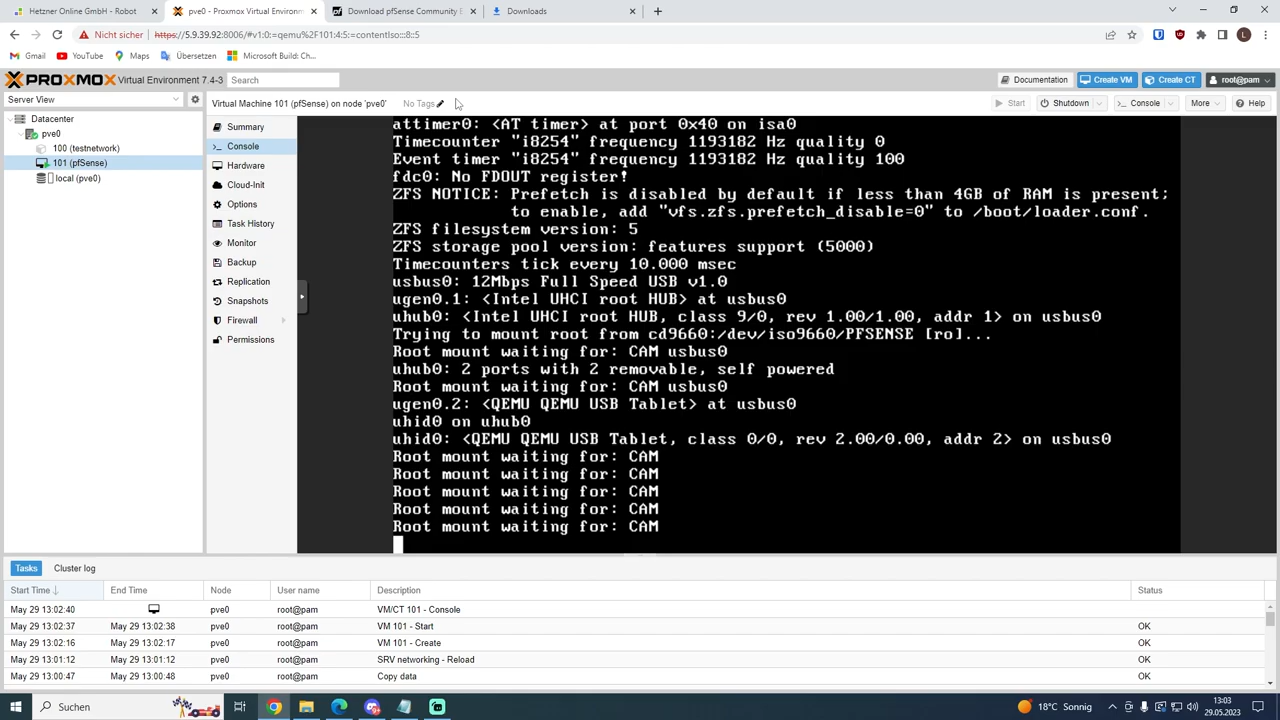 Hetzner Online GmbH - Robot
pve0 - Proxmox Virtual Environm
Download pfSense Community E
Downloads
Nicht sicher
https://5.9.39.92:8006/#v1:0:=qemu%2F101:4:5:=contentIso:::8::5
L
Gmail
YouTube
Maps
Übersetzen
Microsoft Build: Ch...
PROXMOX Virtual Environment 7.4-3
Search
Documentation
Create VM
Create CT
root@pam
Server View
Virtual Machine 101 (pfSense) on node 'pve0'
No Tags
Start
Shutdown
Console
More
Help
Datacenter
pve0
100 (testnetwork)
101 (pfSense)
local (pve0)
Summary
Console
Hardware
Cloud-Init
Options
Task History
Monitor
Backup
Replication
Snapshots
Firewall
Permissions
attimer0: <AT timer> at port 0x40 on isa0
Timecounter "i8254" frequency 1193182 Hz quality 0
Event timer "i8254" frequency 1193182 Hz quality 100
fdc0: No FDOUT register!
ZFS NOTICE: Prefetch is disabled by default if less than 4GB of RAM is present;
to enable, add "vfs.zfs.prefetch_disable=0" to /boot/loader.conf.
ZFS filesystem version: 5
ZFS storage pool version: features support (5000)
Timecounters tick every 10.000 msec
usbus0: 12Mbps Full Speed USB v1.0
ugen0.1: <Intel UHCI root HUB> at usbus0
uhub0: <Intel UHCI root HUB, class 9/0, rev 1.00/1.00, addr 1> on usbus0
Trying to mount root from cd9660:/dev/iso9660/PFSENSE [ro]...
Root mount waiting for: CAM usbus0
uhub0: 2 ports with 2 removable, self powered
Root mount waiting for: CAM usbus0
ugen0.2: <QEMU QEMU USB Tablet> at usbus0
uhid0 on uhub0
uhid0: <QEMU QEMU USB Tablet, class 0/0, rev 2.00/0.00, addr 2> on usbus0
Root mount waiting for: CAM
Root mount waiting for: CAM
Root mount waiting for: CAM
Root mount waiting for: CAM
Root mount waiting for: CAM
Tasks
Cluster log
Start Time
End Time
Node
User name
Description
Status
May 29 13:02:40
pve0
root@pam
VM/CT 101 - Console
May 29 13:02:37
May 29 13:02:38
pve0
root@pam
VM 101 - Start
OK
May 29 13:02:16
May 29 13:02:17
pve0
root@pam
VM 101 - Create
OK
May 29 13:01:12
May 29 13:01:12
pve0
root@pam
SRV networking - Reload
OK
May 29 13:00:47
May 29 13:00:48
pve0
root@pam
Copy data
OK
Suchen
18°C Sonnig
13:03
29.05.2023